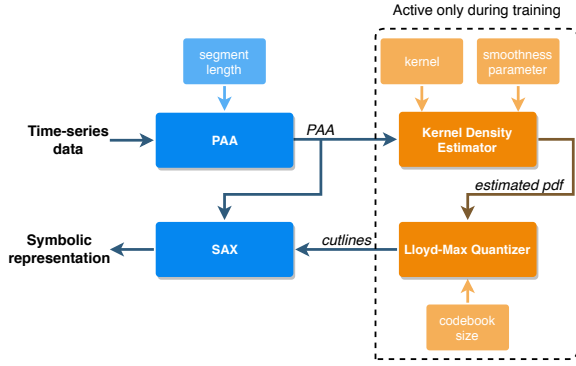 Active only during training
segment
length
kernel
smoothness
parameter
Time-series
data
PAA
PAA
Kernel Density
Estimator
estimated pdf
Symbolic
representation
SAX
cutlines
Lloyd-Max Quantizer
codebook
size